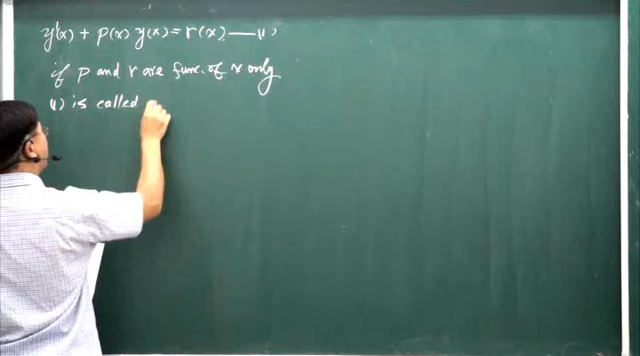 y'(x) + p(x) y(x) = r(x) — (1)
if p and r are func. of x only
(1) is called